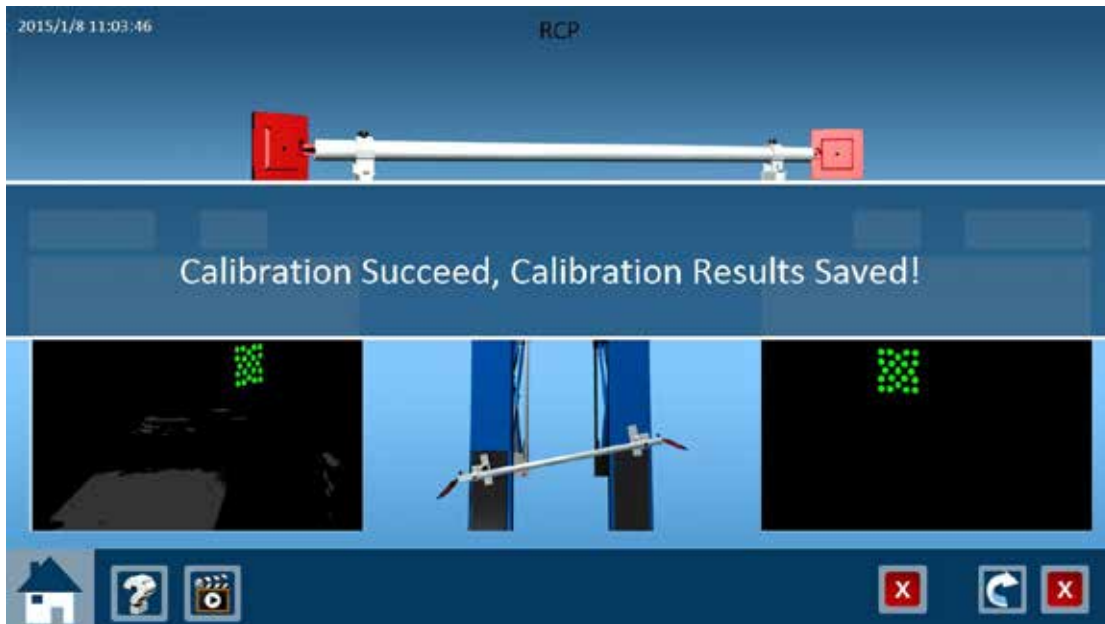 2015/1/8 11:03:46
RCP
Calibration Succeed, Calibration Results Saved!
X
X